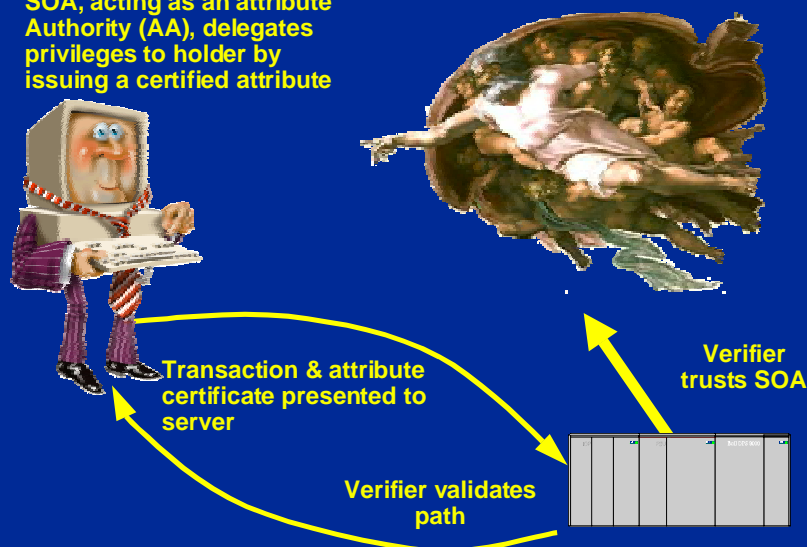 SOA, acting as an attribute
Authority (AA), delegates
privileges to holder by
issuing a certified attribute
Transaction & attribute
certificate presented to
server
Verifier
trusts SOA
Verifier validates
path